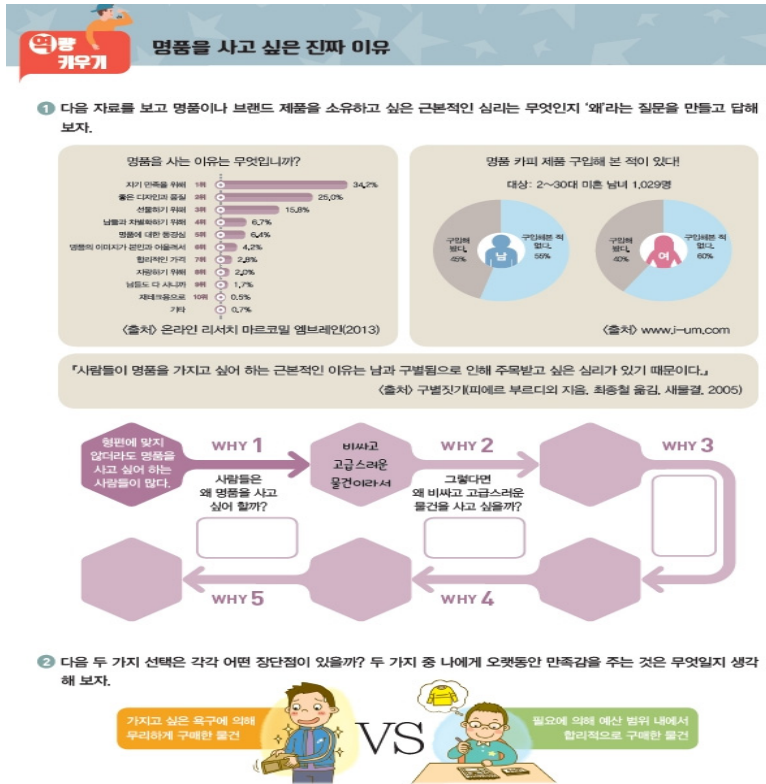 역량
키우기
명품을 사고 싶은 진짜 이유
1 다음 자료를 보고 명품이나 브랜드 제품을 소유하고 싶은 근본적인 심리는 무엇인지 '왜'라는 질문을 만들고 답해
보자.
명품을 사는 이유는 무엇입니까?
자기 만족을 위해 1위 34.2%
좋은 디자인과 품질 2위 25.0%
선물하기 위해 3위 15.8%
남들과 차별화하기 위해 4위 6.7%
명품에 대한 동경심 5위 6.4%
명품의 이미지가 본인과 어울려서 6위 4.2%
합리적인 가격 7위 2.8%
자랑하기 위해 8위 2.0%
남들도 다 사니까 9위 1.7%
재테크용으로 10위 0.5%
기타 0.7%
〈출처〉 온라인 리서치 마르코밀 엠브레인(2013)
명품 카피 제품 구입해 본 적이 있다!
대상: 2~30대 미혼 남녀 1,029명
구입해
봤다.
45%
남
구입해본 적
없다.
55%
구입해
봤다.
40%
여
구입해본 적
없다.
60%
〈출처〉 www.i-um.com
『사람들이 명품을 가지고 싶어 하는 근본적인 이유는 남과 구별됨으로 인해 주목받고 싶은 심리가 있기 때문이다.』
〈출처〉 구별짓기(피에르 부르디외 지음, 최종철 옮김, 새물결, 2005)
형편에 맞지
않더라도 명품을
사고 싶어 하는
사람들이 많다.
WHY 1
사람들은
왜 명품을 사고
싶어 할까?
비싸고
고급스러운
물건이라서
WHY 2
그렇다면
왜 비싸고 고급스러운
물건을 사고 싶을까?
WHY 3
WHY 4
WHY 5
2 다음 두 가지 선택은 각각 어떤 장단점이 있을까? 두 가지 중 나에게 오랫동안 만족감을 주는 것은 무엇일지 생각
해 보자.
가지고 싶은 욕구에 의해
무리하게 구매한 물건
VS
필요에 의해 예산 범위 내에서
합리적으로 구매한 물건